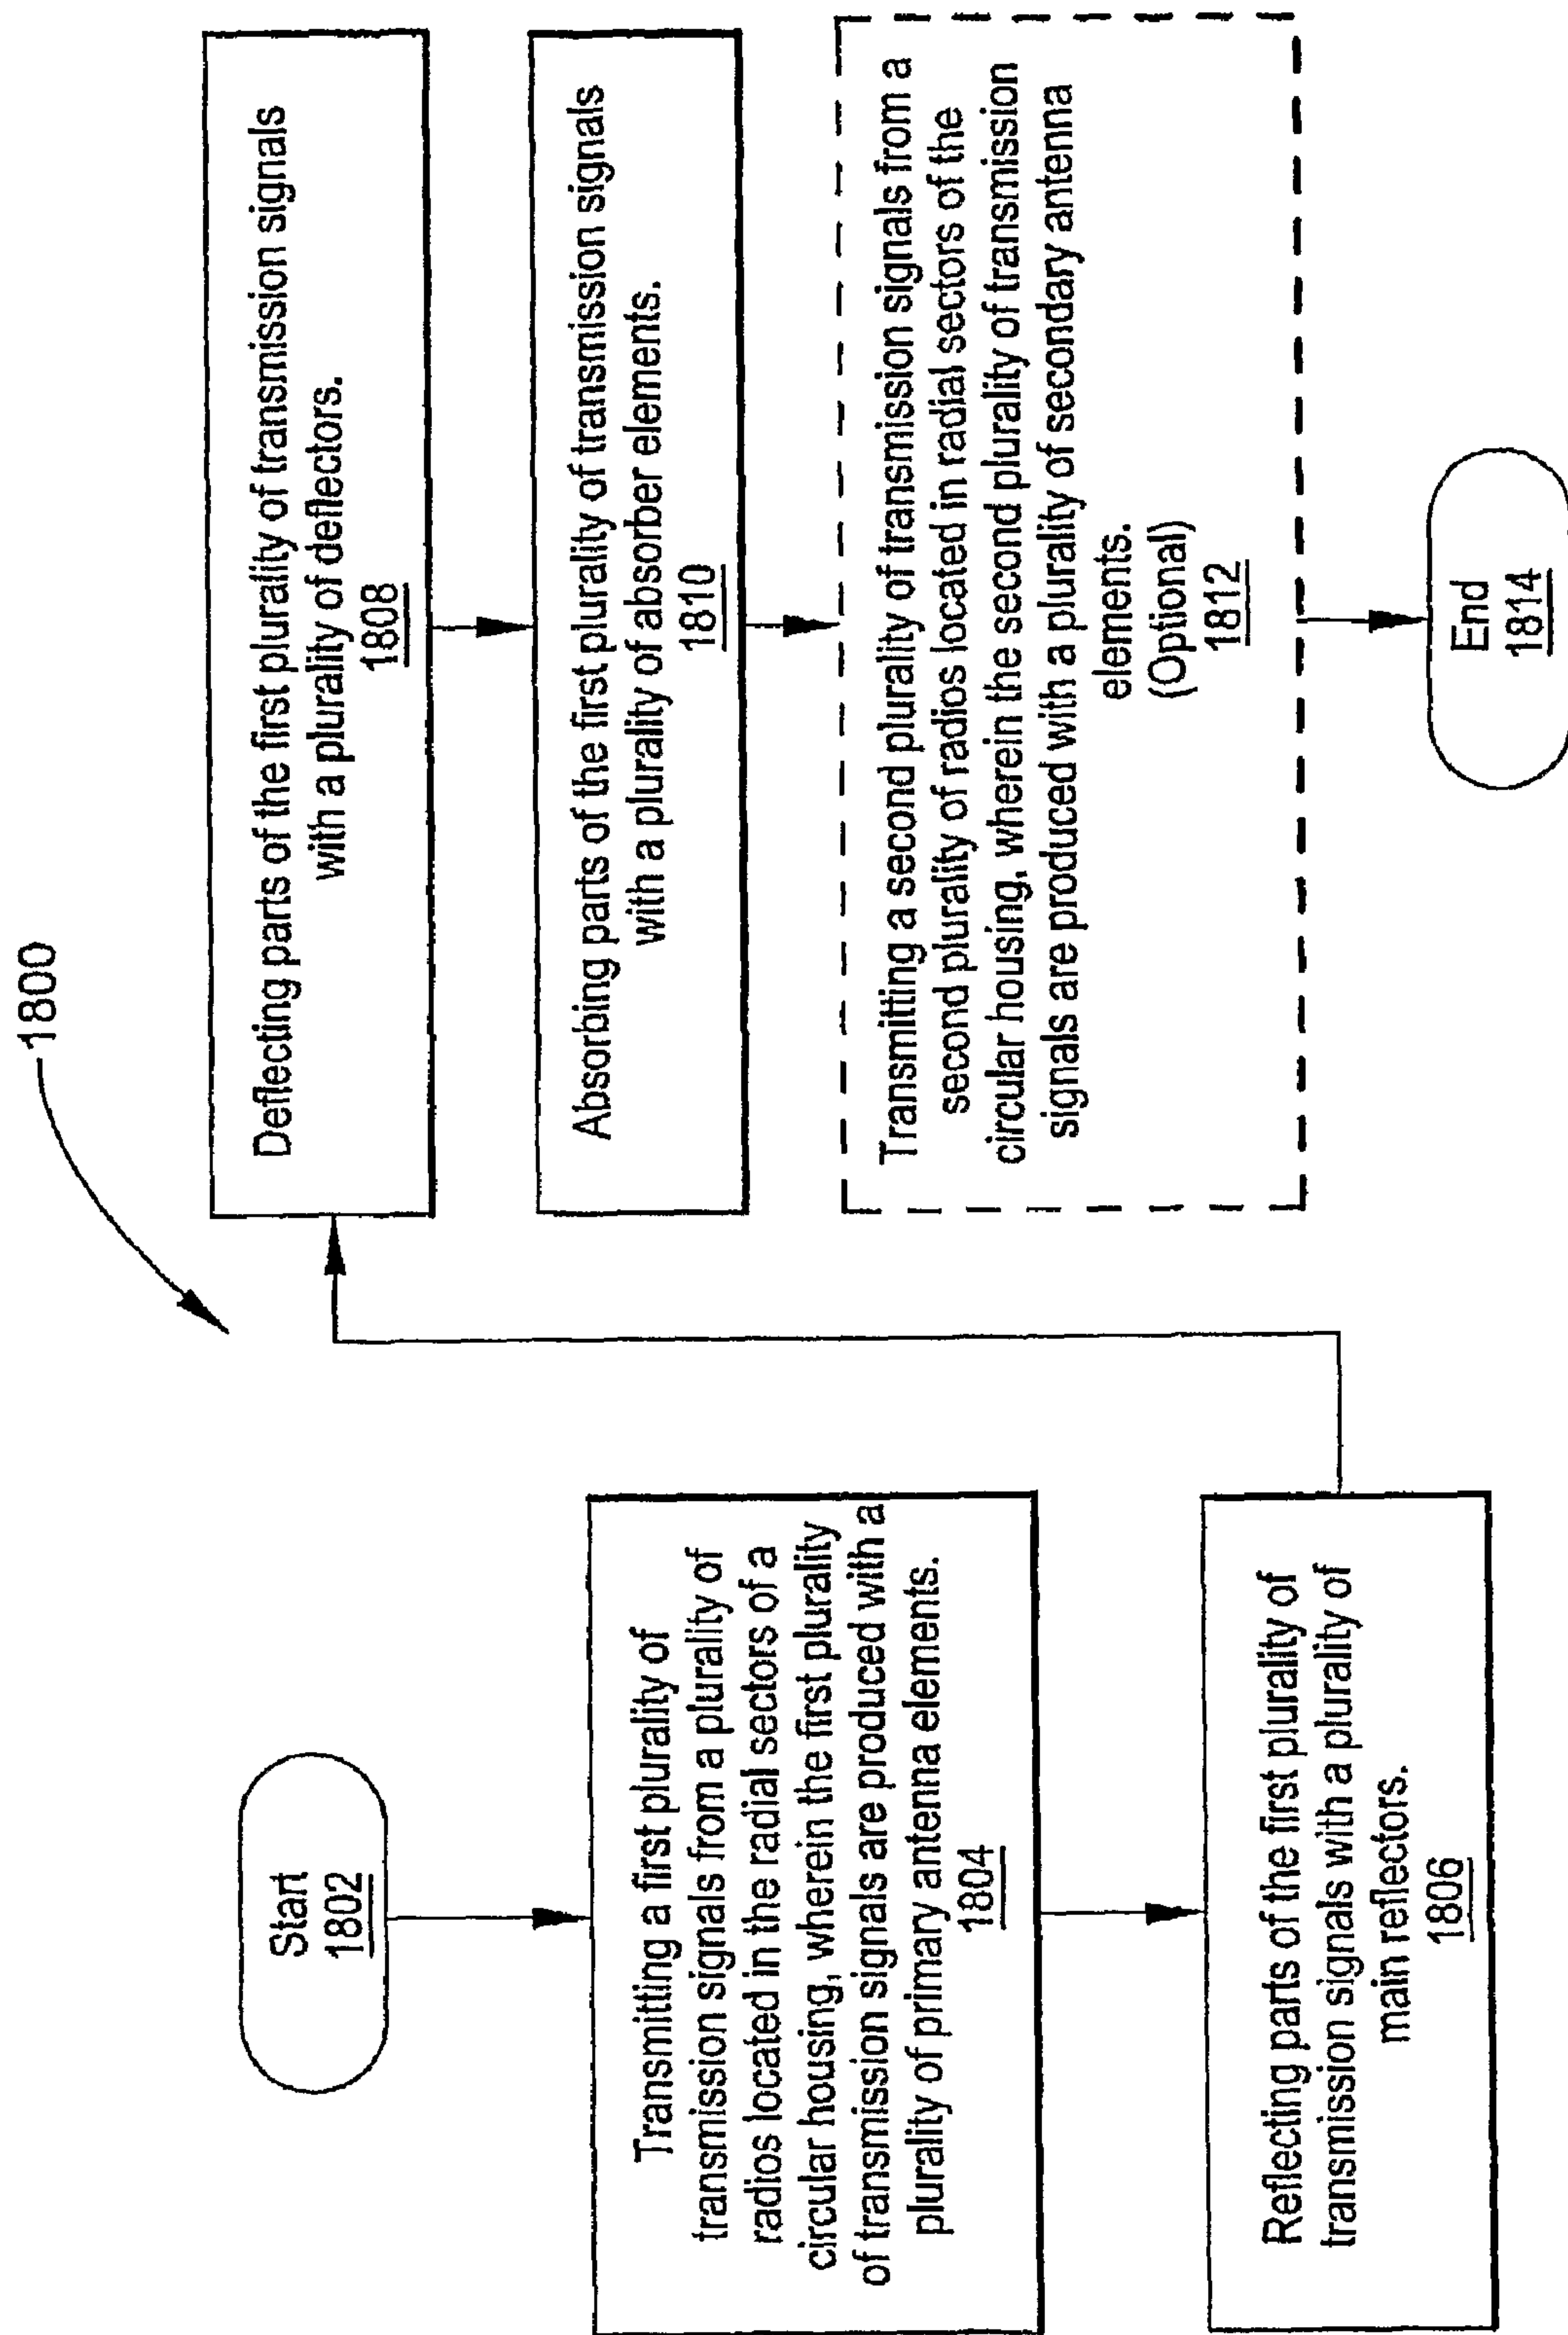 1800
Start
1802
Transmitting a first plurality of
transmission signals from a plurality of
radios located in the radial sectors of a
circular housing, wherein the first plurality
of transmission signals are produced with a
plurality of primary antenna elements.
1804
Reflecting parts of the first plurality of
transmission signals with a plurality of
main reflectors.
1806
Deflecting parts of the first plurality of transmission signals
with a plurality of deflectors.
1808
Absorbing parts of the first plurality of transmission signals
with a plurality of absorber elements.
1810
Transmitting a second plurality of transmission signals from a
second plurality of radios located in radial sectors of the
circular housing, wherein the second plurality of transmission
signals are produced with a plurality of secondary antenna
elements.
(Optional)
1812
End
1814